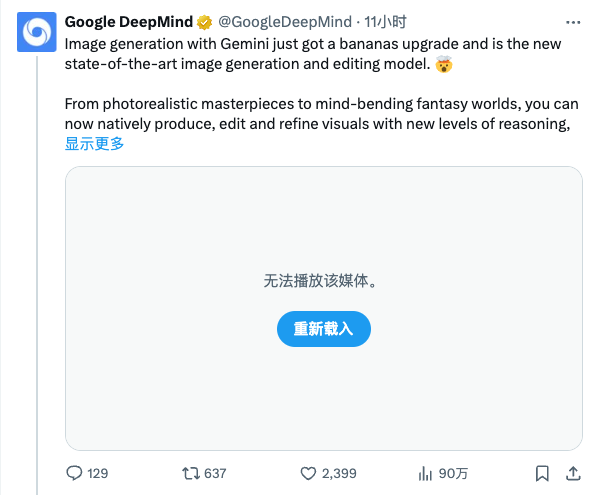 Google DeepMind @GoogleDeepMind · 11小时
Image generation with Gemini just got a bananas upgrade and is the new
state-of-the-art image generation and editing model. 🤯
From photorealistic masterpieces to mind-bending fantasy worlds, you can
now natively produce, edit and refine visuals with new levels of reasoning,
显示更多
无法播放该媒体。
重新载入
129 637 2,399 90万